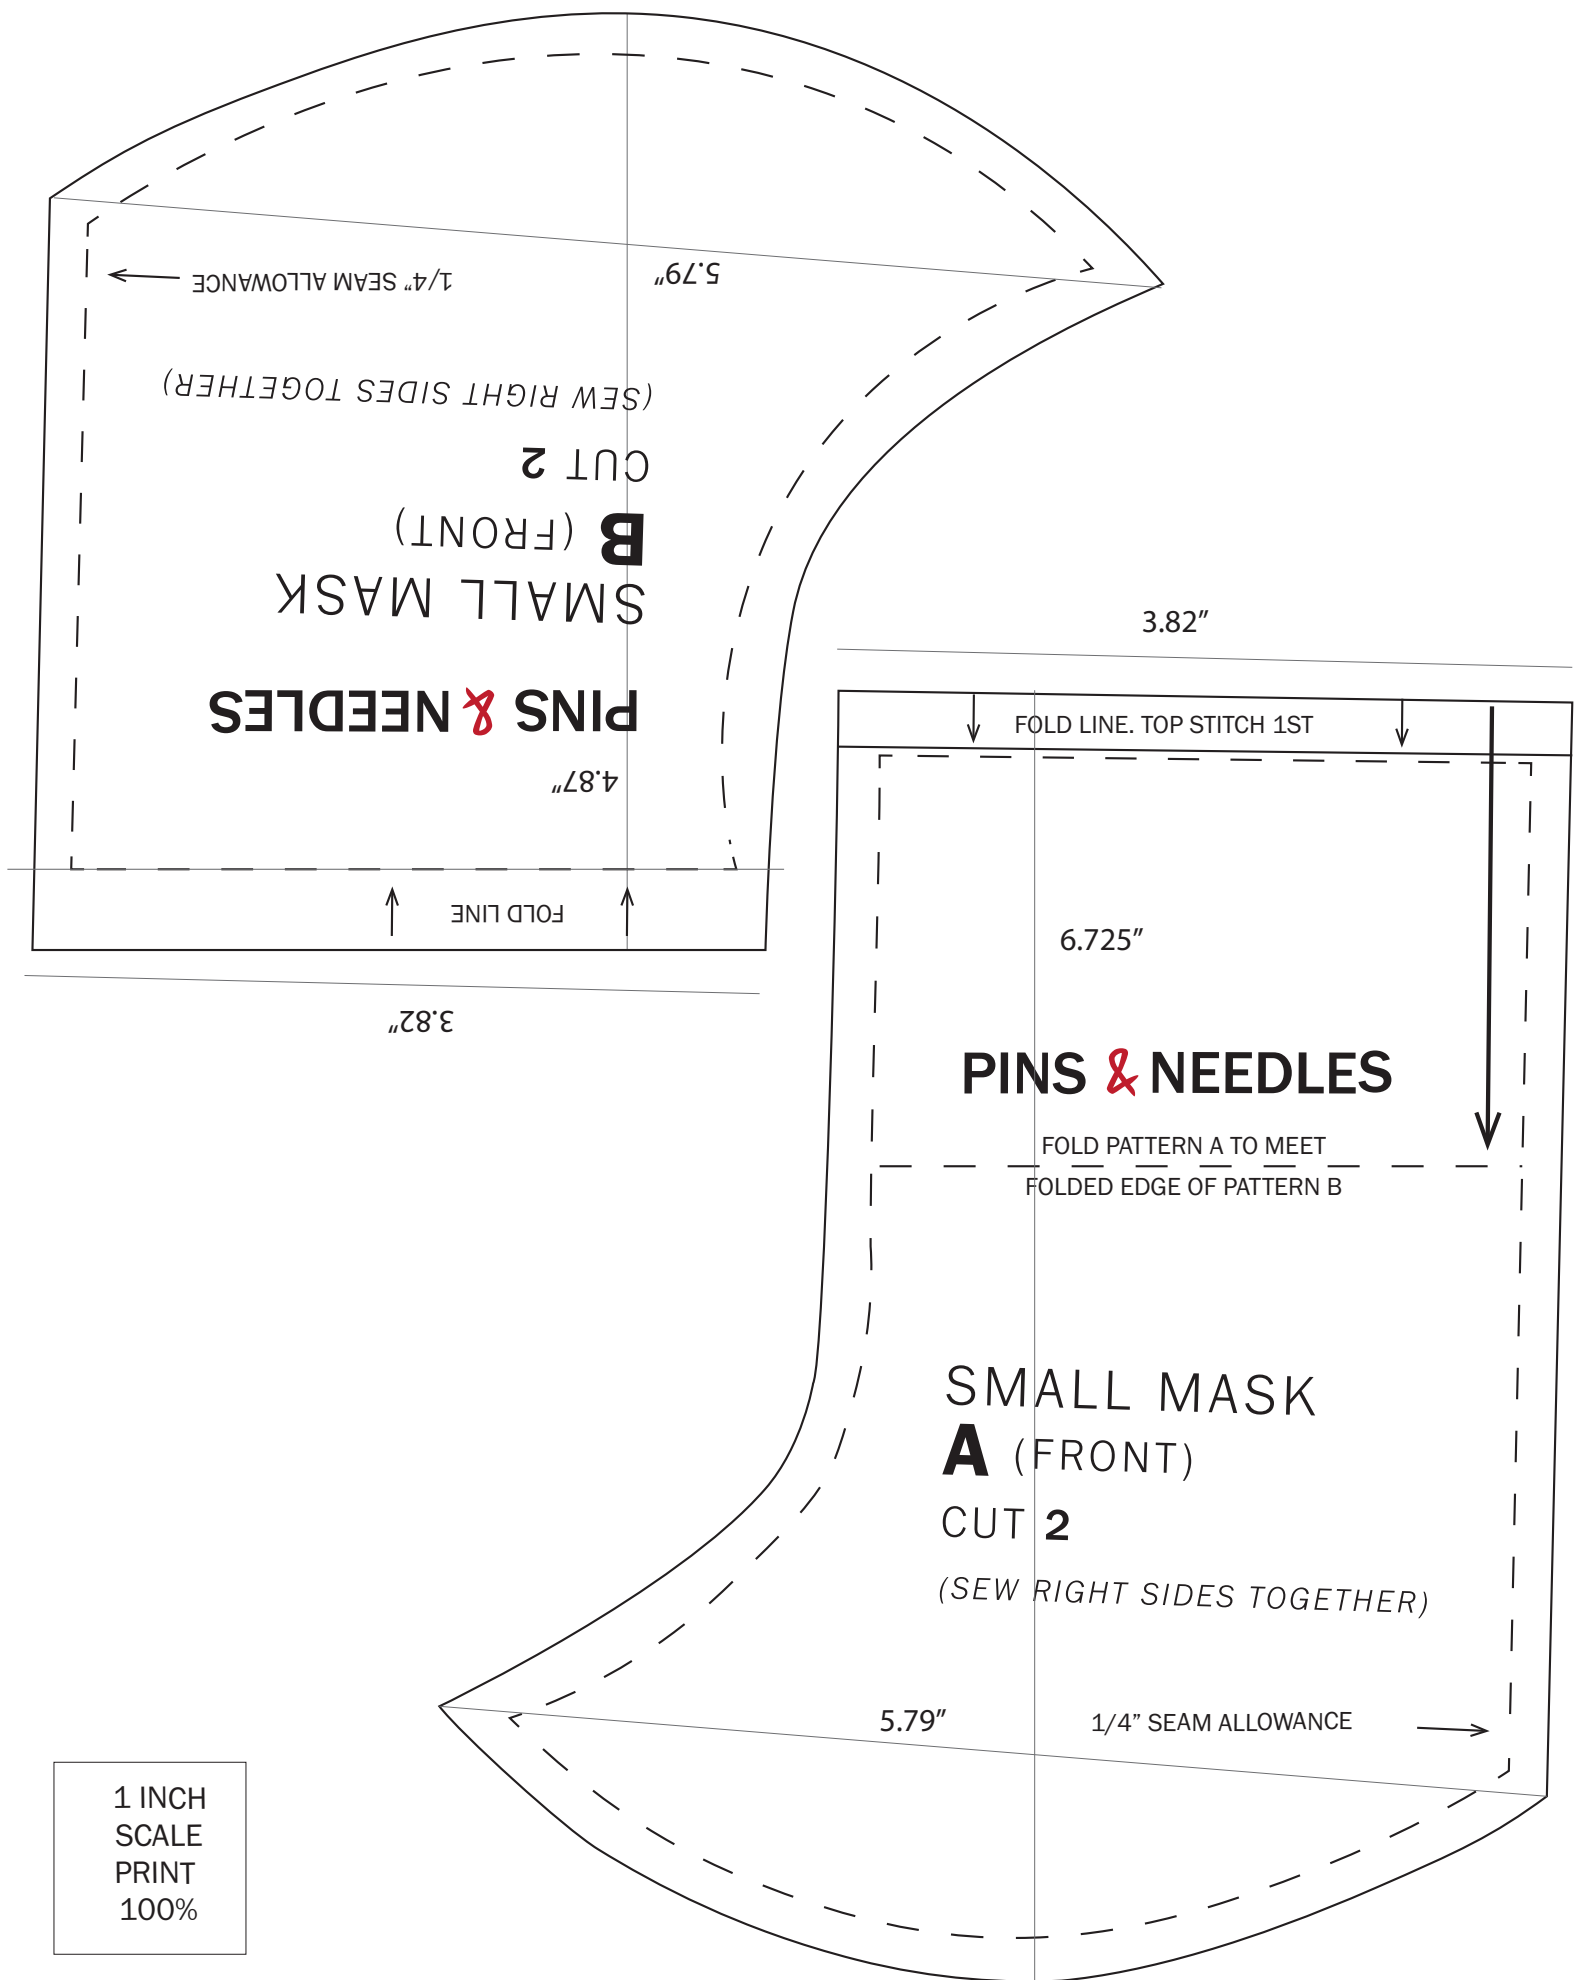 5.79"
1/4" SEAM ALLOWANCE
(SEW RIGHT SIDES TOGETHER)
CUT 2
B (FRONT)
SMALL MASK
PINS & NEEDLES
4.87"
FOLD LINE
3.82"
3.82"
FOLD LINE. TOP STITCH 1ST
6.725"
PINS & NEEDLES
FOLD PATTERN A TO MEET
FOLDED EDGE OF PATTERN B
SMALL MASK
A (FRONT)
CUT 2
(SEW RIGHT SIDES TOGETHER)
5.79"
1/4" SEAM ALLOWANCE
1 INCH
SCALE
PRINT
100%